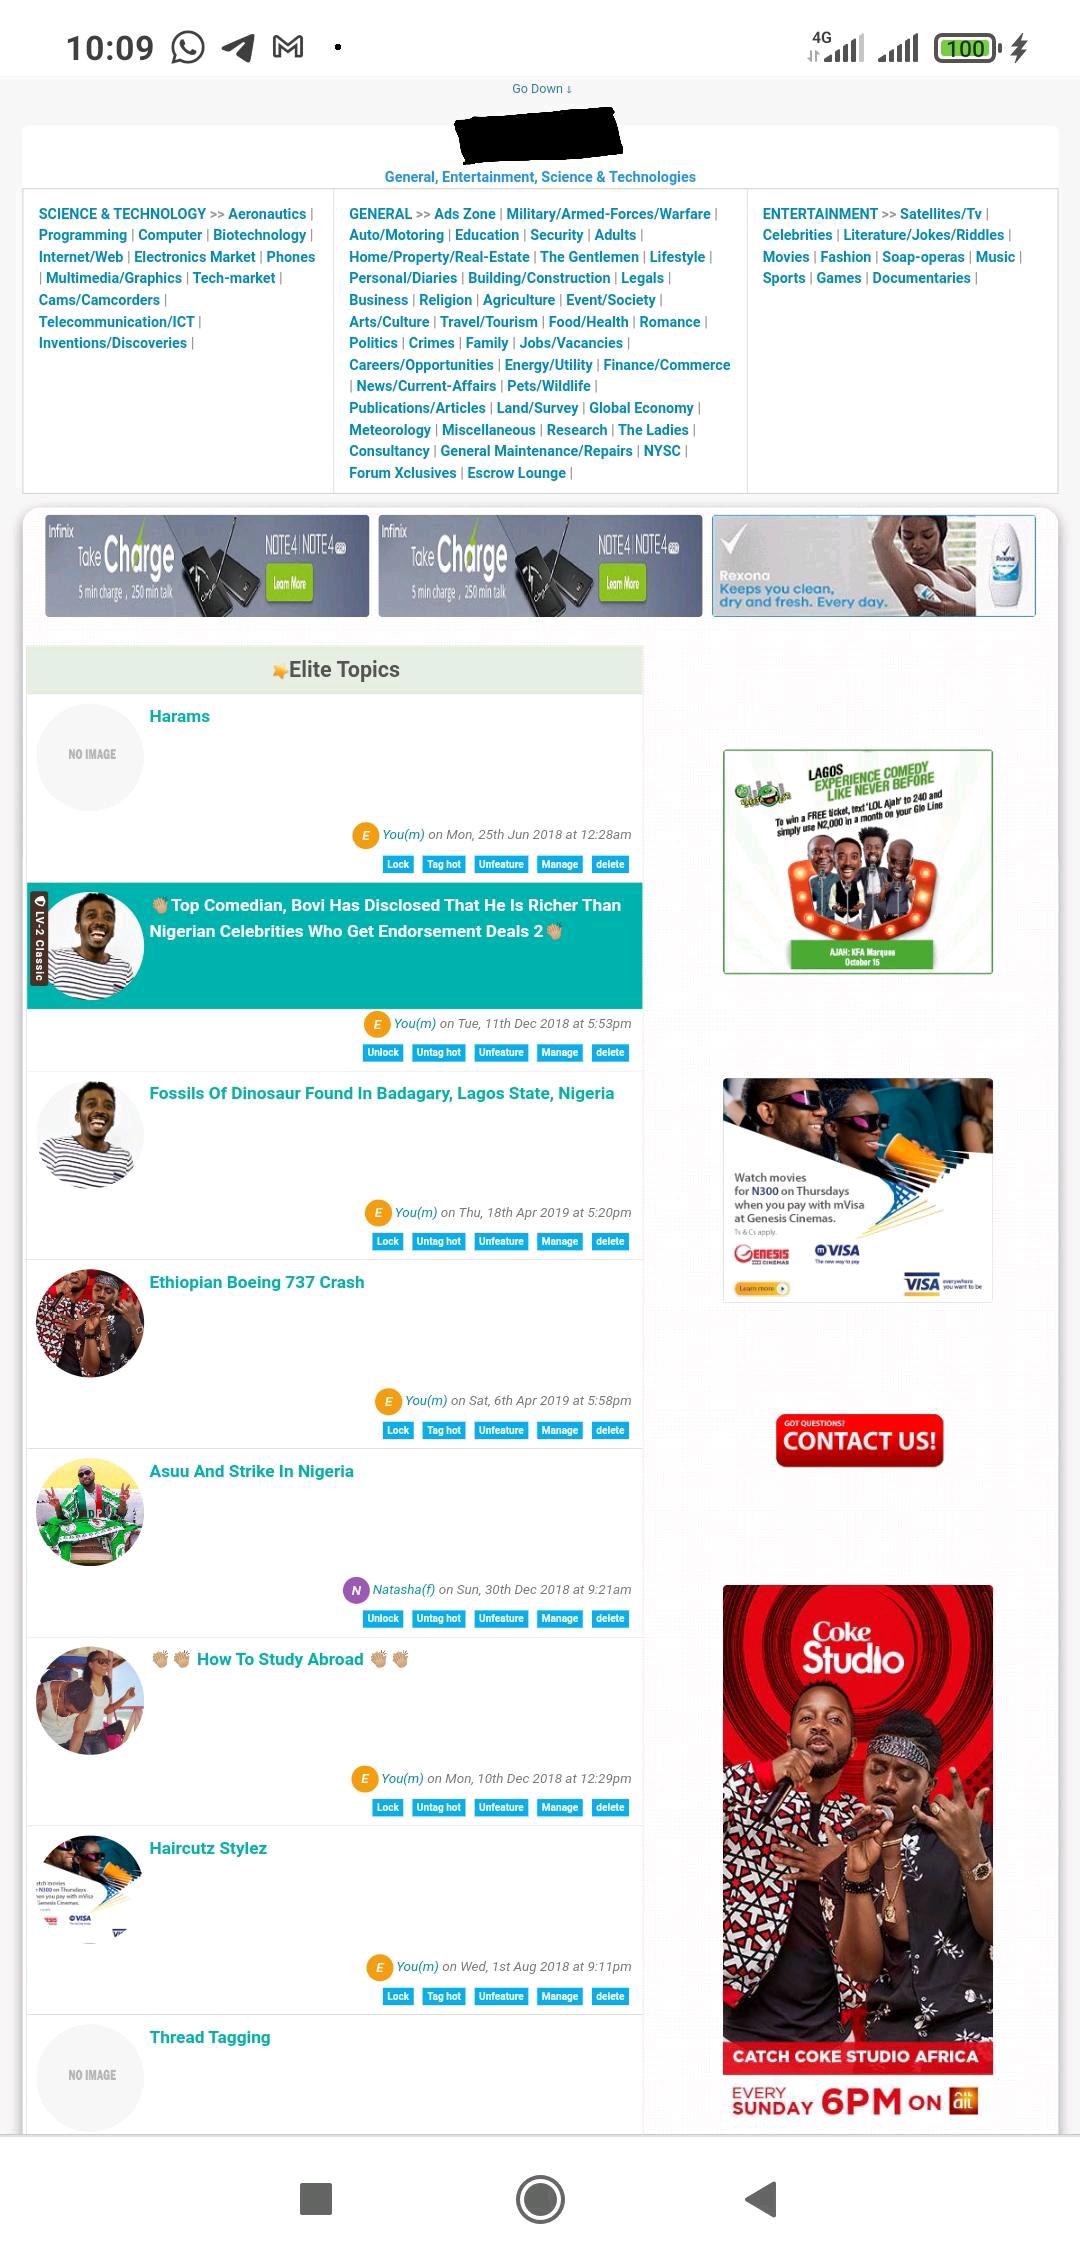 10:09
4G
100
Go Down ↓
General, Entertainment, Science & Technologies
SCIENCE & TECHNOLOGY >> Aeronautics |
Programming | Computer | Biotechnology |
Internet/Web | Electronics Market | Phones
| Multimedia/Graphics | Tech-market |
Cams/Camcorders |
Telecommunication/ICT |
Inventions/Discoveries |
GENERAL >> Ads Zone | Military/Armed-Forces/Warfare |
Auto/Motoring | Education | Security | Adults |
Home/Property/Real-Estate | The Gentlemen | Lifestyle |
Personal/Diaries | Building/Construction | Legals |
Business | Religion | Agriculture | Event/Society |
Arts/Culture | Travel/Tourism | Food/Health | Romance |
Politics | Crimes | Family | Jobs/Vacancies |
Careers/Opportunities | Energy/Utility | Finance/Commerce
| News/Current-Affairs | Pets/Wildlife |
Publications/Articles | Land/Survey | Global Economy |
Meteorology | Miscellaneous | Research | The Ladies |
Consultancy | General Maintenance/Repairs | NYSC |
Forum Xclusives | Escrow Lounge |
ENTERTAINMENT >> Satellites/Tv |
Celebrities | Literature/Jokes/Riddles |
Movies | Fashion | Soap-operas | Music |
Sports | Games | Documentaries |
Infinix
Take Charge
5 min charge , 250 min talk
NOTE4 | NOTE4
Learn More
Infinix
Take Charge
5 min charge , 250 min talk
NOTE4 | NOTE4
Learn More
Rexona
Keeps you clean,
dry and fresh. Every day.
Rexona
Elite Topics
NO IMAGE
Harams
E You(m) on Mon, 25th Jun 2018 at 12:28am
Lock Tag hot Unfeature Manage delete
LV-2 Classic
👏Top Comedian, Bovi Has Disclosed That He Is Richer Than
Nigerian Celebrities Who Get Endorsement Deals 2👏
E You(m) on Tue, 11th Dec 2018 at 5:53pm
Unlock Untag hot Unfeature Manage delete
Fossils Of Dinosaur Found In Badagary, Lagos State, Nigeria
E You(m) on Thu, 18th Apr 2019 at 5:20pm
Lock Untag hot Unfeature Manage delete
Ethiopian Boeing 737 Crash
E You(m) on Sat, 6th Apr 2019 at 5:58pm
Lock Tag hot Unfeature Manage delete
Asuu And Strike In Nigeria
N Natasha(f) on Sun, 30th Dec 2018 at 9:21am
Unlock Untag hot Unfeature Manage delete
👏👏 How To Study Abroad 👏👏
E You(m) on Mon, 10th Dec 2018 at 12:29pm
Lock Untag hot Unfeature Manage delete
Haircutz Stylez
atch movies
N300 on Thursdays
en you pay with mVisa
Genesis Cinemas.
VISA
E You(m) on Wed, 1st Aug 2018 at 9:11pm
Lock Tag hot Unfeature Manage delete
NO IMAGE
Thread Tagging
LAGOS
EXPERIENCE COMEDY
LIKE NEVER BEFORE
To win a FREE ticket, text 'LOL Ajah' to 240 and
simply use N2,000 in a month on your Glo Line
AJAH: KFA Marquee
October 15
Watch movies
for N300 on Thursdays
when you pay with mVisa
at Genesis Cinemas.
Ts & Cs apply.
GENESIS CINEMAS
mVISA
The new way to pay
Learn more
VISA everywhere
you want to be
GOT QUESTIONS?
CONTACT US!
Coke
Studio
CATCH COKE STUDIO AFRICA
EVERY
SUNDAY 6PM ON ait